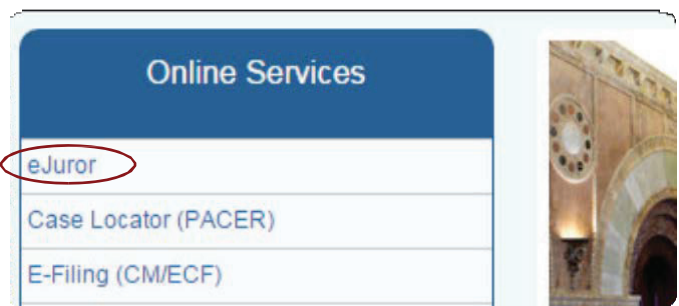 Online Services
eJuror
Case Locator (PACER)
E-Filing (CM/ECF)